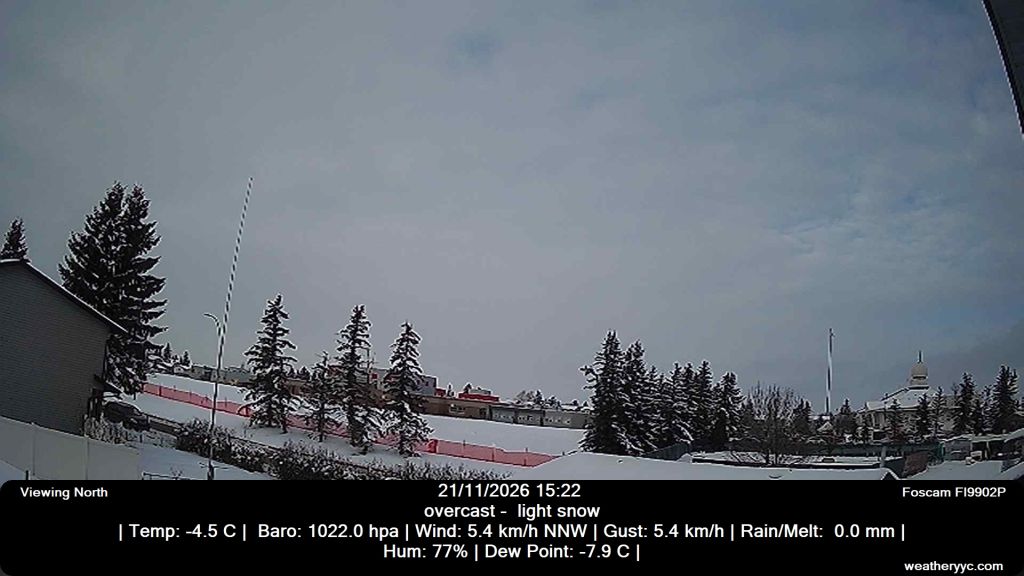 Viewing North
21/11/2026 15:22
Foscam FI9902P
overcast -  light snow
| Temp: -4.5 C |  Baro: 1022.0 hpa | Wind: 5.4 km/h NNW | Gust: 5.4 km/h | Rain/Melt:  0.0 mm |
Hum: 77% | Dew Point: -7.9 C |
weatheryyc.com